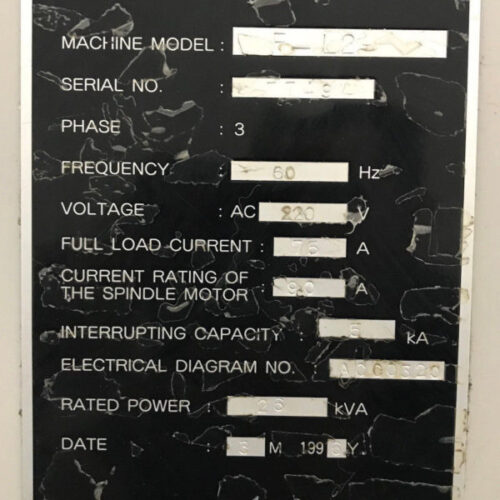 MACHINE MODEL :
SERIAL NO. :
PHASE : 3
FREQUENCY : 60 Hz
VOLTAGE : AC 220 V
FULL LOAD CURRENT : 75 A
CURRENT RATING OF
THE SPINDLE MOTOR : 90 A
INTERRUPTING CAPACITY : 5 kA
ELECTRICAL DIAGRAM NO. :
RATED POWER : kVA
DATE : 3 M 199 Y.